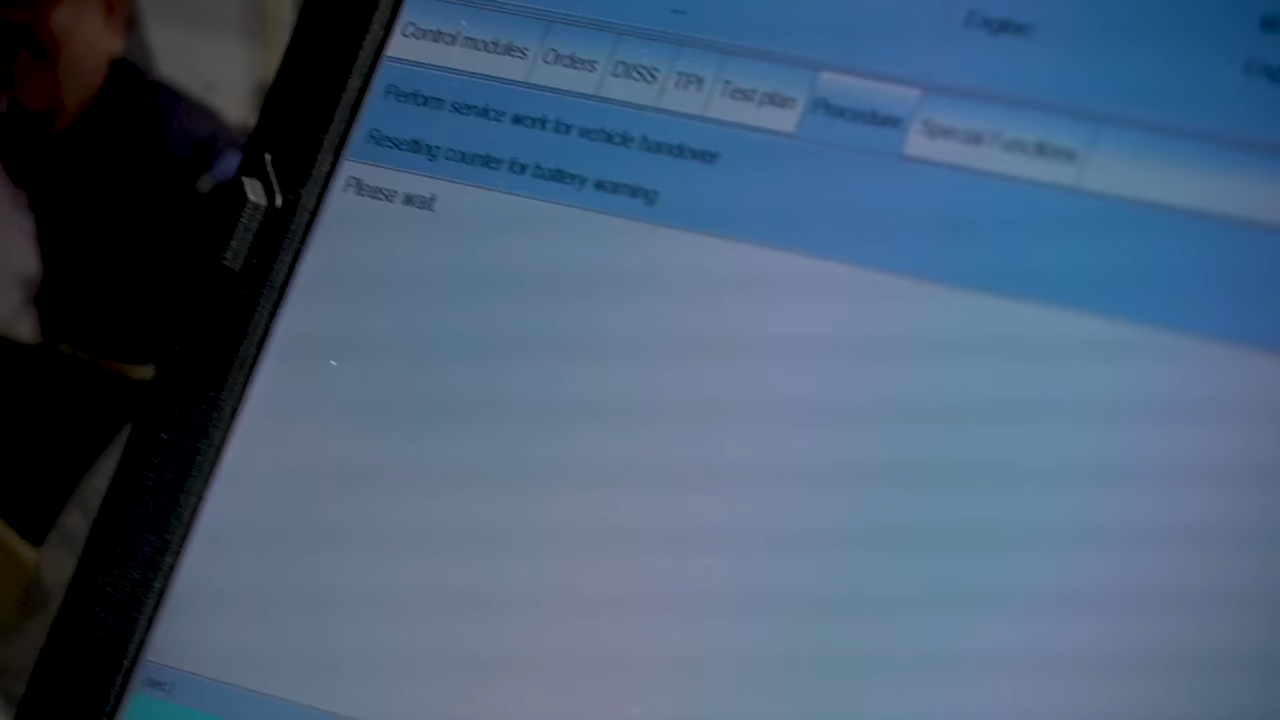 Engine:
Control modules Orders DISS TPI Test plan Procedure Special Functions
Perform service work for vehicle handover
Resetting counter for battery warning
Please wait.